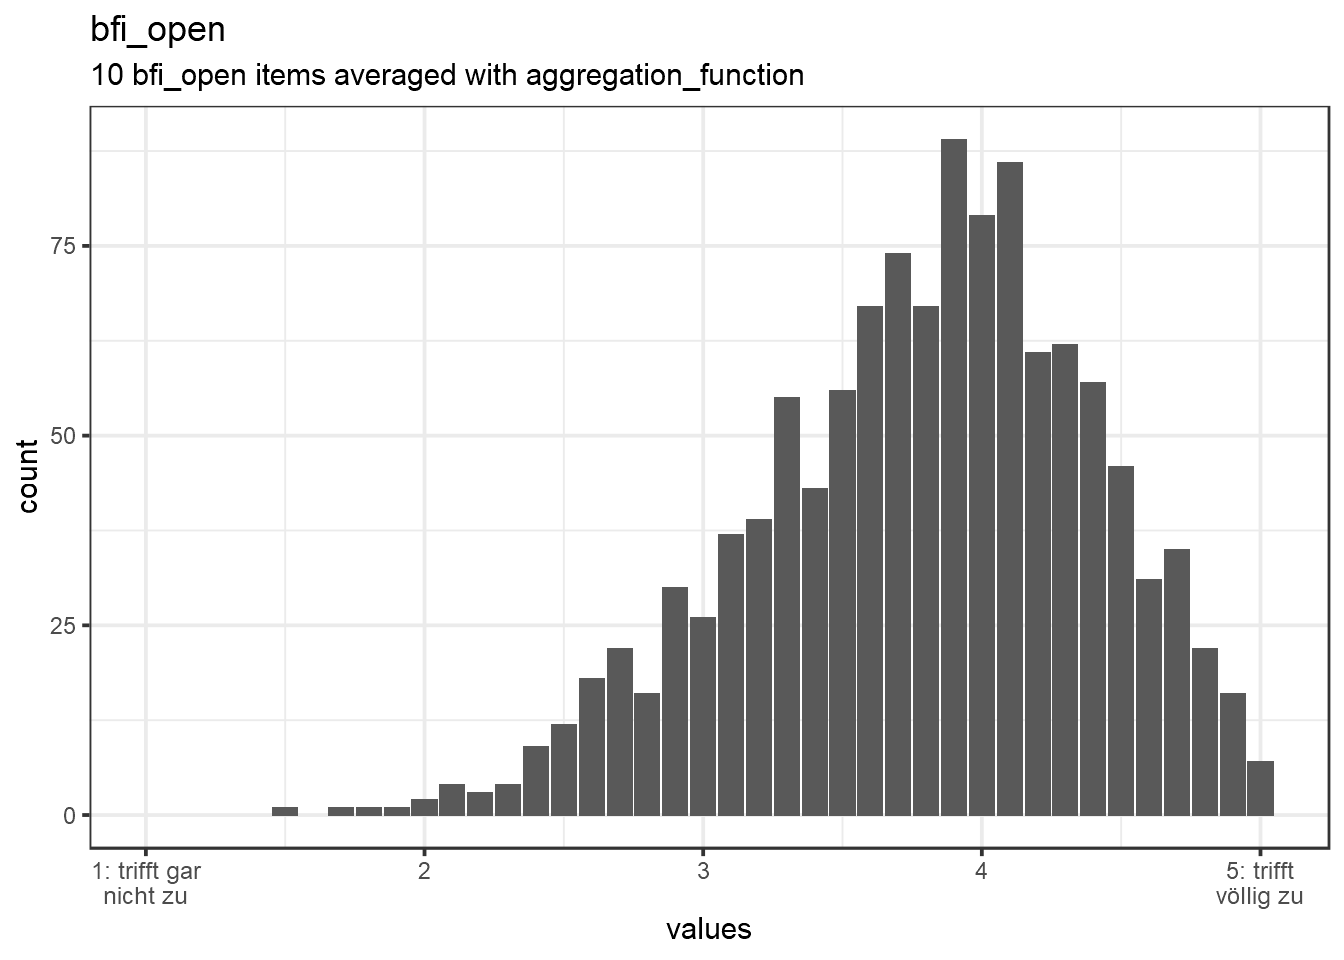 bfi_open
10 bfi_open items averaged with aggregation_function
75
50
25
0
count
1: trifft gar
nicht zu
2
3
4
5: trifft
völlig zu
values